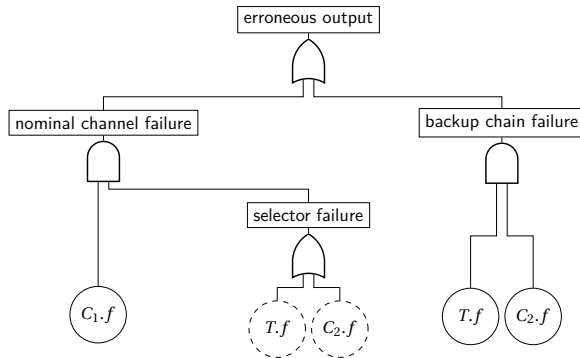 erroneous output
nominal channel failure
backup chain failure
selector failure
C₁.f
T.f
C₂.f
T.f
C₂.f